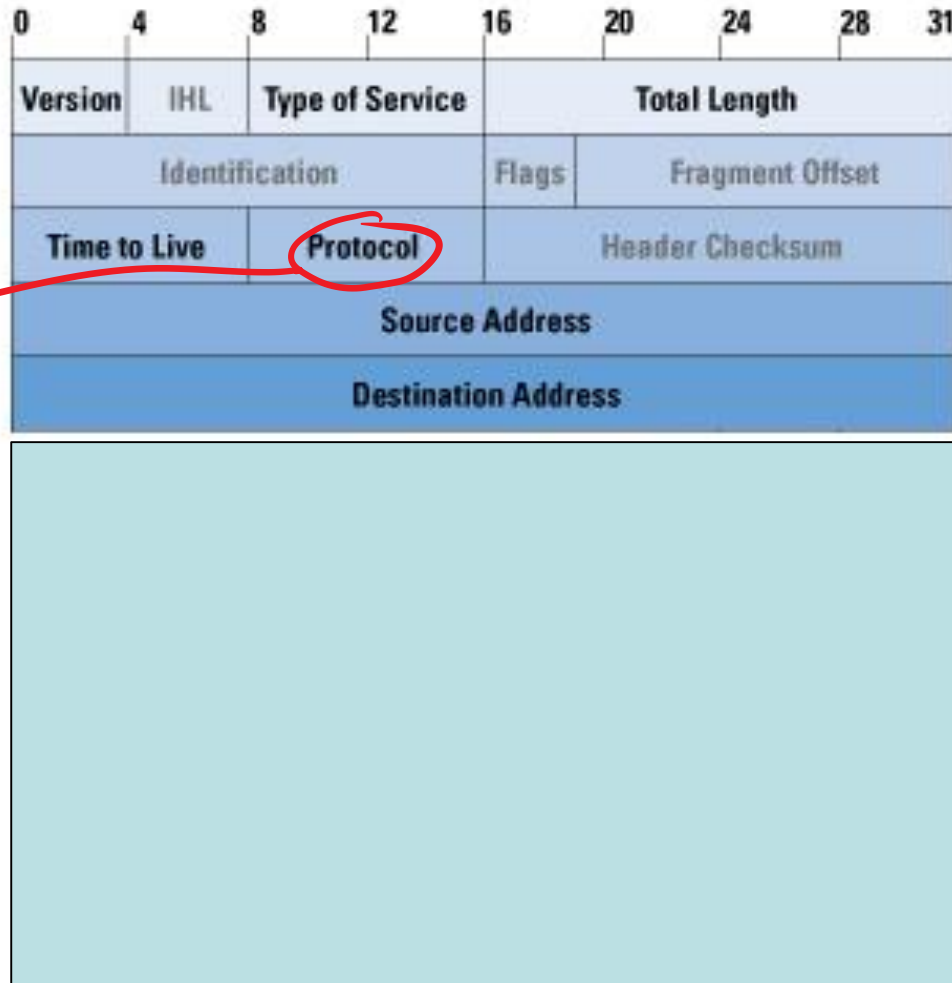 0 4 8 12 16 20 24 28 31
Version IHL Type of Service Total Length
Identification Flags Fragment Offset
Time to Live Protocol Header Checksum
Source Address
Destination Address